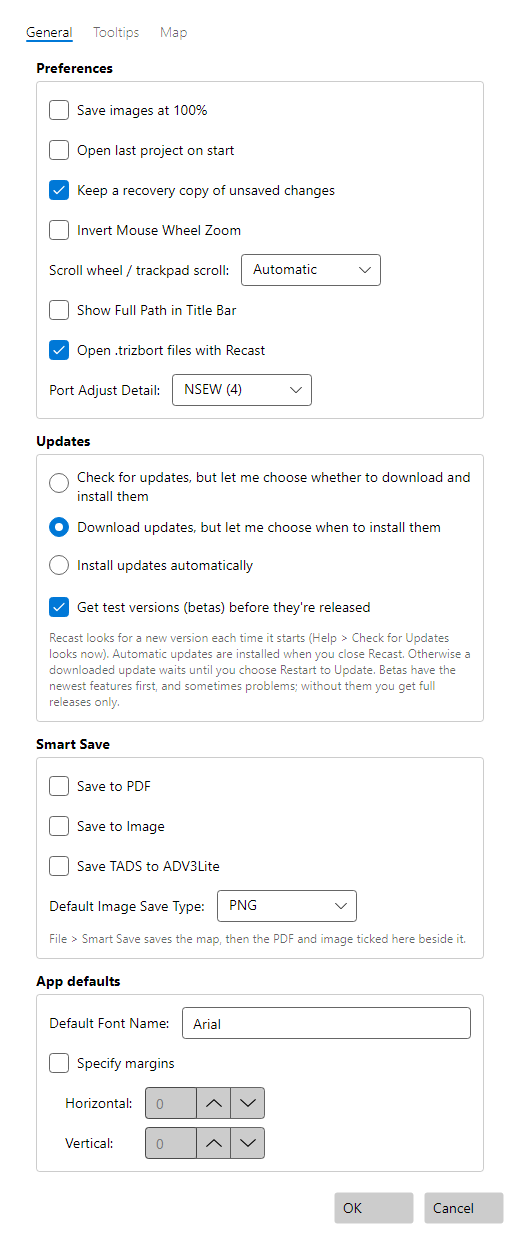 General Tooltips Map
Preferences
Save images at 100%
Open last project on start
Keep a recovery copy of unsaved changes
Invert Mouse Wheel Zoom
Scroll wheel / trackpad scroll: Automatic
Show Full Path in Title Bar
Open .trizbort files with Recast
Port Adjust Detail: NSEW (4)
Updates
Check for updates, but let me choose whether to download and
install them
Download updates, but let me choose when to install them
Install updates automatically
Get test versions (betas) before they're released
Recast looks for a new version each time it starts (Help > Check for Updates
looks now). Automatic updates are installed when you close Recast. Otherwise a
downloaded update waits until you choose Restart to Update. Betas have the
newest features first, and sometimes problems; without them you get full
releases only.
Smart Save
Save to PDF
Save to Image
Save TADS to ADV3Lite
Default Image Save Type: PNG
File > Smart Save saves the map, then the PDF and image ticked here beside it.
App defaults
Default Font Name: Arial
Specify margins
Horizontal: 0
Vertical: 0
OK Cancel